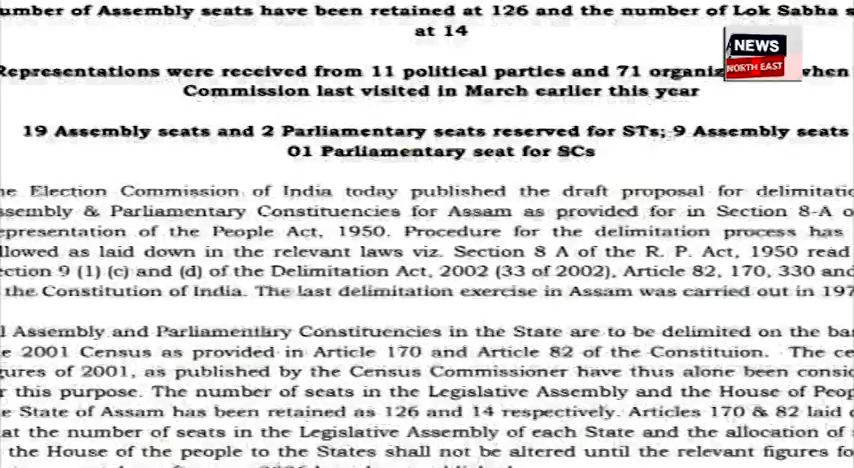 umber of Assembly seats have been retained at 126 and the number of Lok Sabha s
at 14
NEWS
NORTH EAST
Representations were received from 11 political parties and 71 organiz when
Commission last visited in March earlier this year
19 Assembly seats and 2 Parliamentary seats reserved for STs; 9 Assembly seats
01 Parliamentary seat for SCs
he Election Commission of India today published the draft proposal for delimitatio
ssembly & Parliamentary Constituencies for Assam as provided for in Section 8-A o
epresentation of the People Act, 1950. Procedure for the delimitation process has
llowed as laid down in the relevant laws viz. Section 8 A of the R. P. Act, 1950 read
ection 9 (1) (c) and (d) of the Delimitation Act, 2002 (33 of 2002), Article 82, 170, 330 and
the Constitution of India. The last delimitation exercise in Assam was carried out in 197
l Assembly and Parliamentary Constituencies in the State are to be delimited on the ba
e 2001 Census as provided in Article 170 and Article 82 of the Constituion. The ce
gures of 2001, as published by the Census Commissioner have thus alone been consid
r this purpose. The number of seats in the Legislative Assembly and the House of Peop
e State of Assam has been retained as 126 and 14 respectively. Articles 170 & 82 laid
at the number of seats in the Legislative Assembly of each State and the allocation of
the House of the people to the States shall not be altered until the relevant figures fo